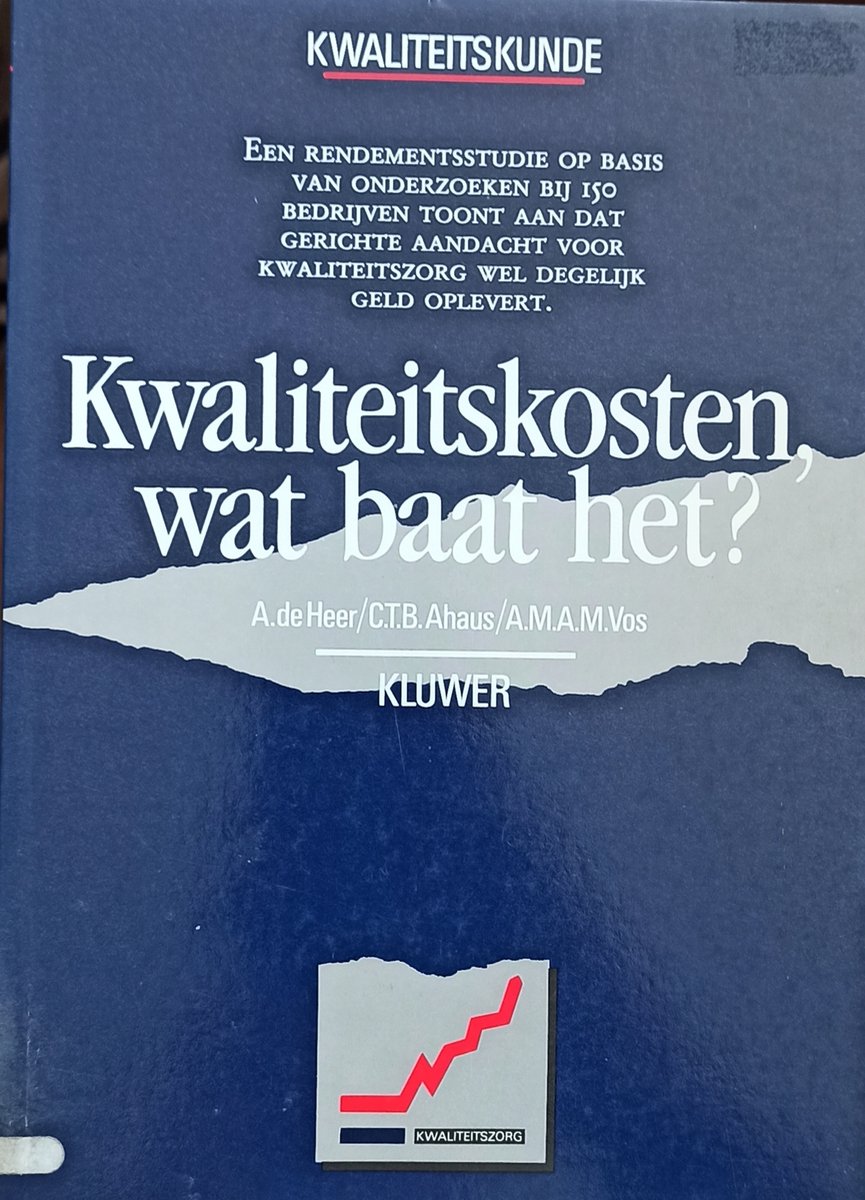 KWALITEITSKUNDE
EEN RENDEMENTSSTUDIE OP BASIS
VAN ONDERZOEKEN BIJ 150
BEDRIJVEN TOONT AAN DAT
GERICHTE AANDACHT VOOR
KWALITEITSZORG WEL DEGELIJK
GELD OPLEVERT.
Kwaliteitskosten,
wat baat het?
A. de Heer/C.T.B. Ahaus/A.M.A.M. Vos
KLUWER
KWALITEITSZORG